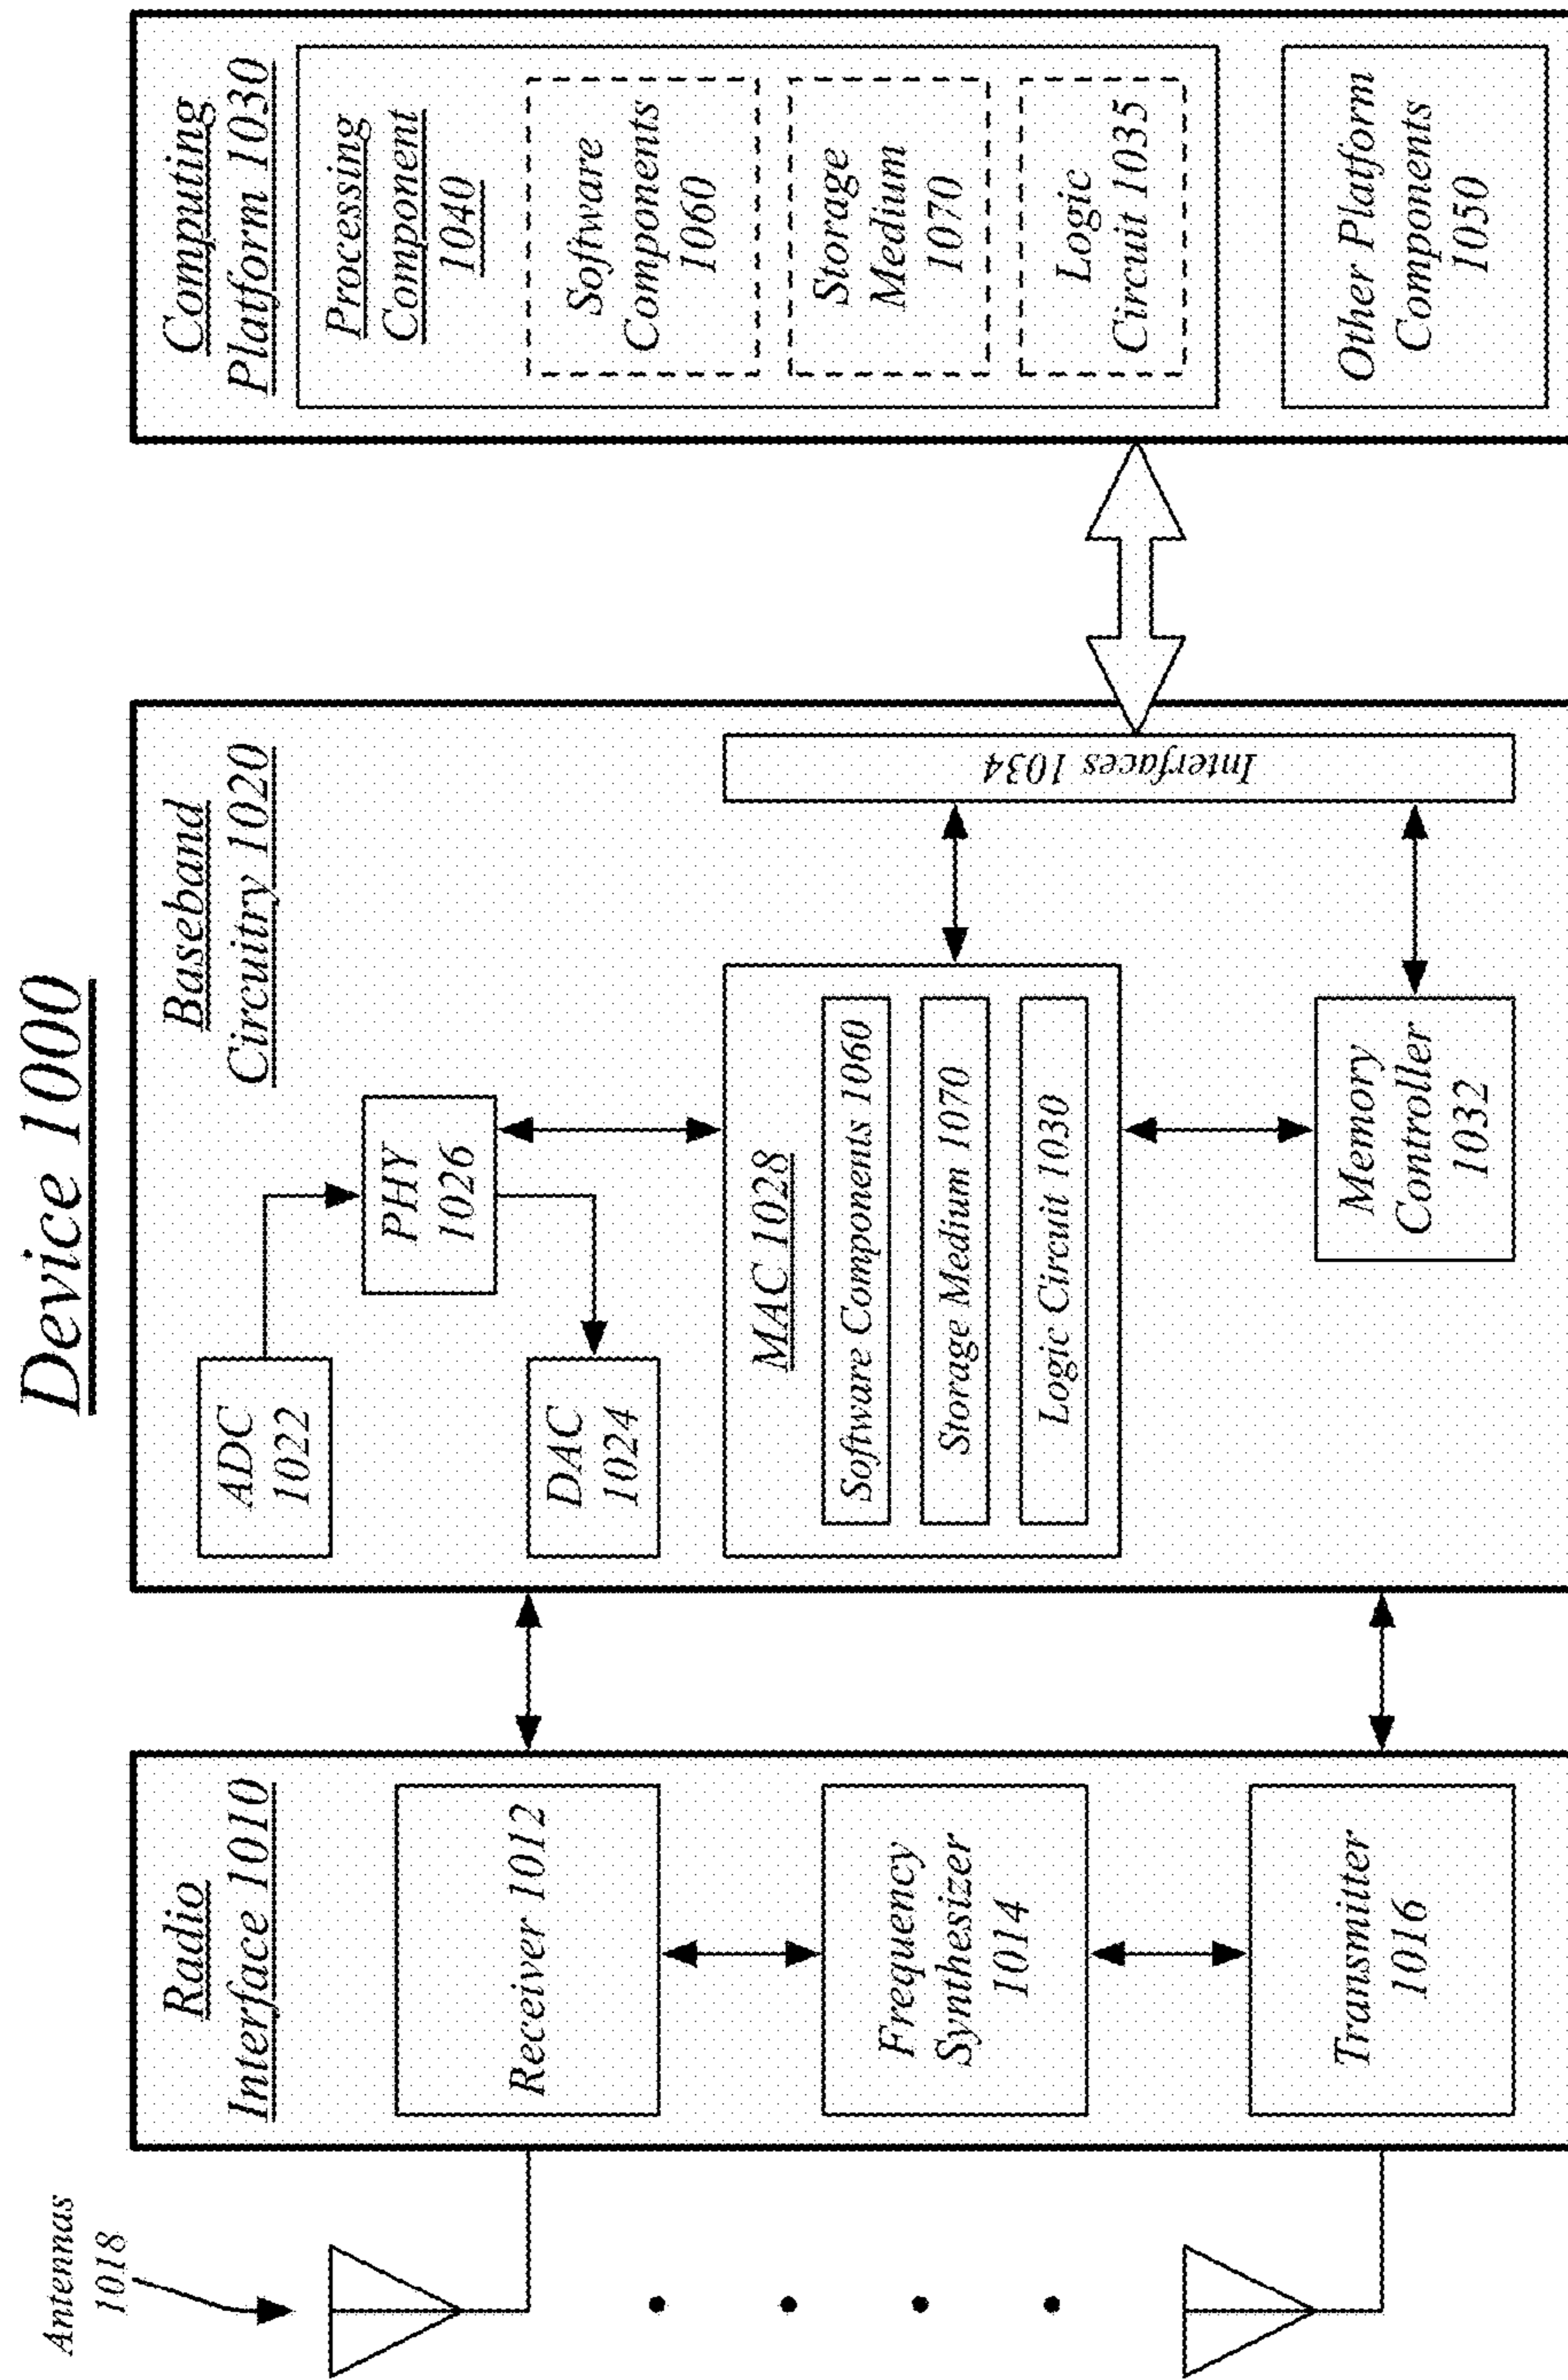 Device 1000
Antennas
1018
Radio
Interface 1010
Receiver 1012
Frequency
Synthesizer
1014
Transmitter
1016
Baseband
Circuitry 1020
ADC
1022
PHY
1026
DAC
1024
MAC 1028
Software Components 1060
Storage Medium 1070
Logic Circuit 1030
Memory
Controller
1032
Interfaces 1034
Computing
Platform 1030
Processing
Component
1040
Software
Components
1060
Storage
Medium
1070
Logic
Circuit 1035
Other Platform
Components
1050